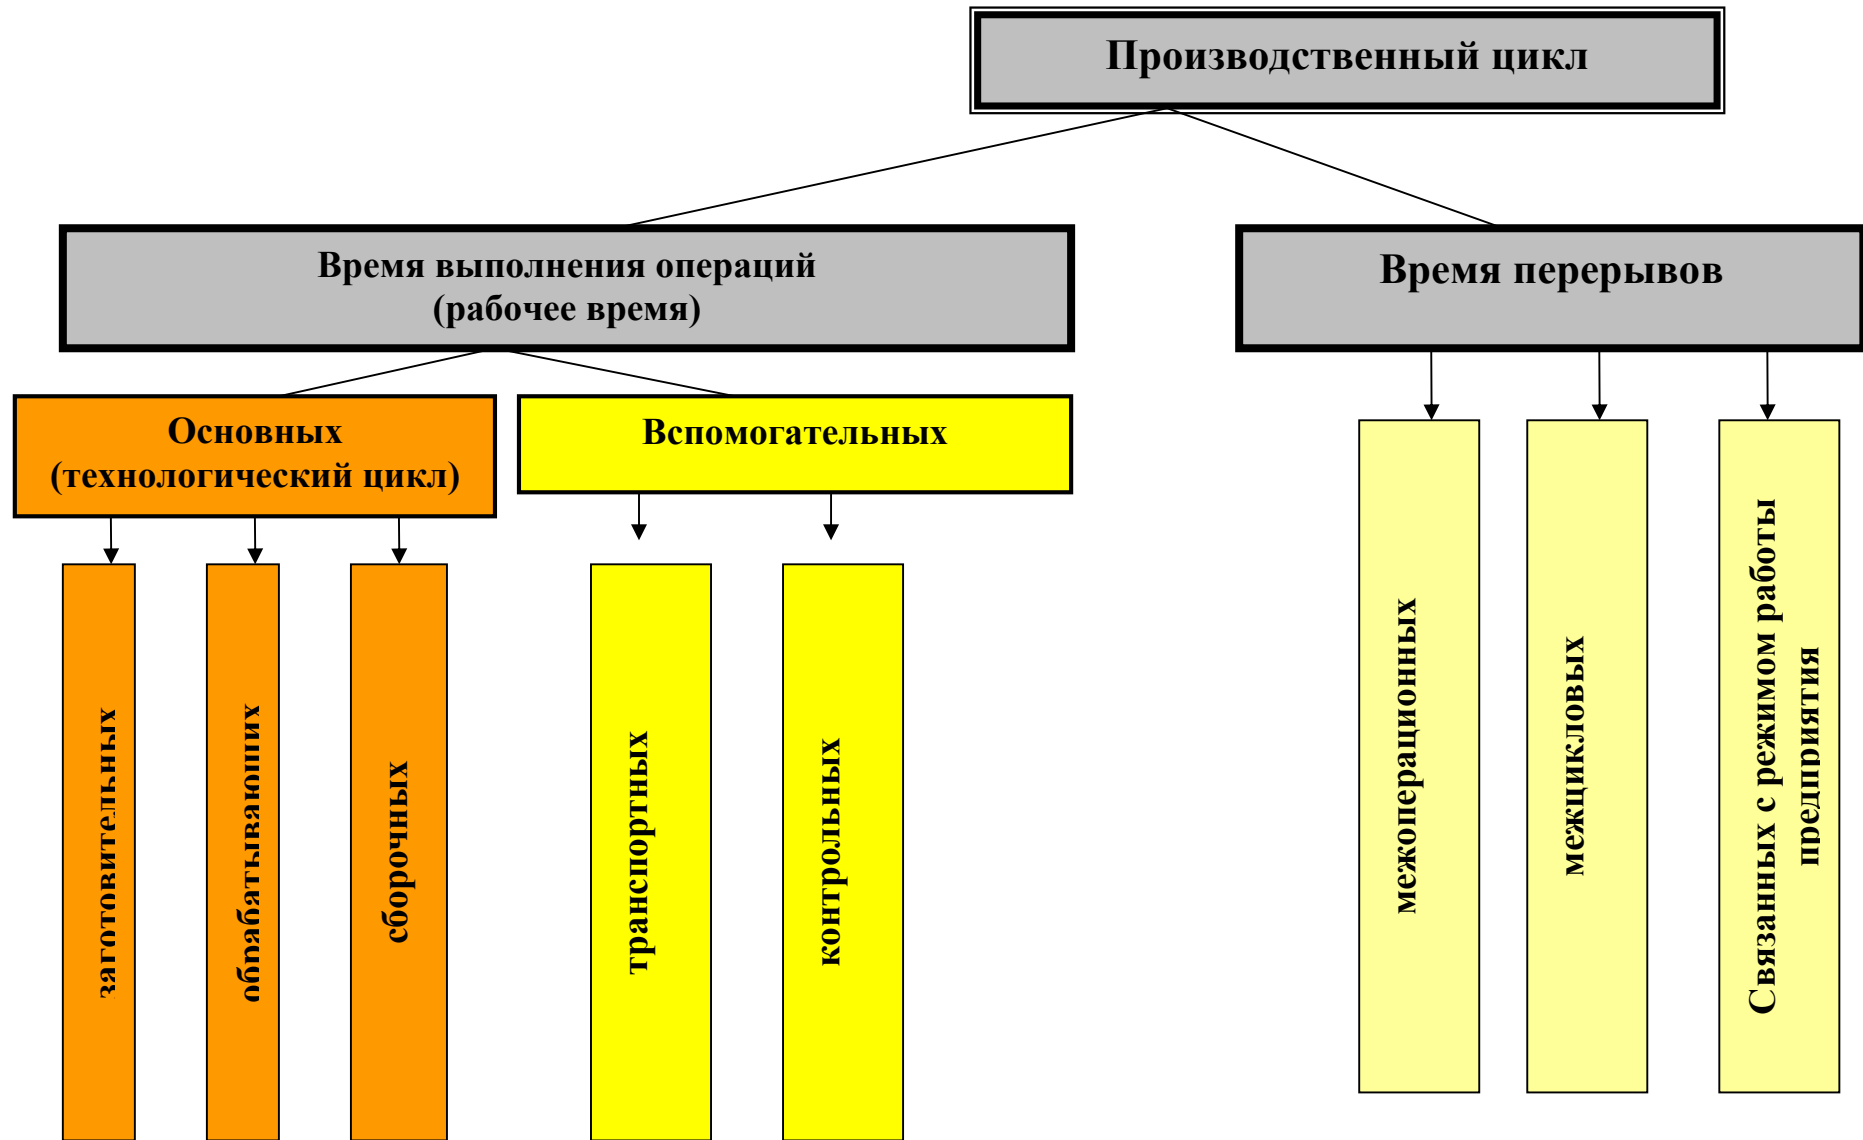 Производственный цикл
Время выполнения операций
(рабочее время)
Время перерывов
Основных
(технологический цикл)
Вспомогательных
заготовительных
обрабатывающих
сборочных
транспортных
контрольных
межоперационных
межцикловых
Связанных с режимом работы
предприятия